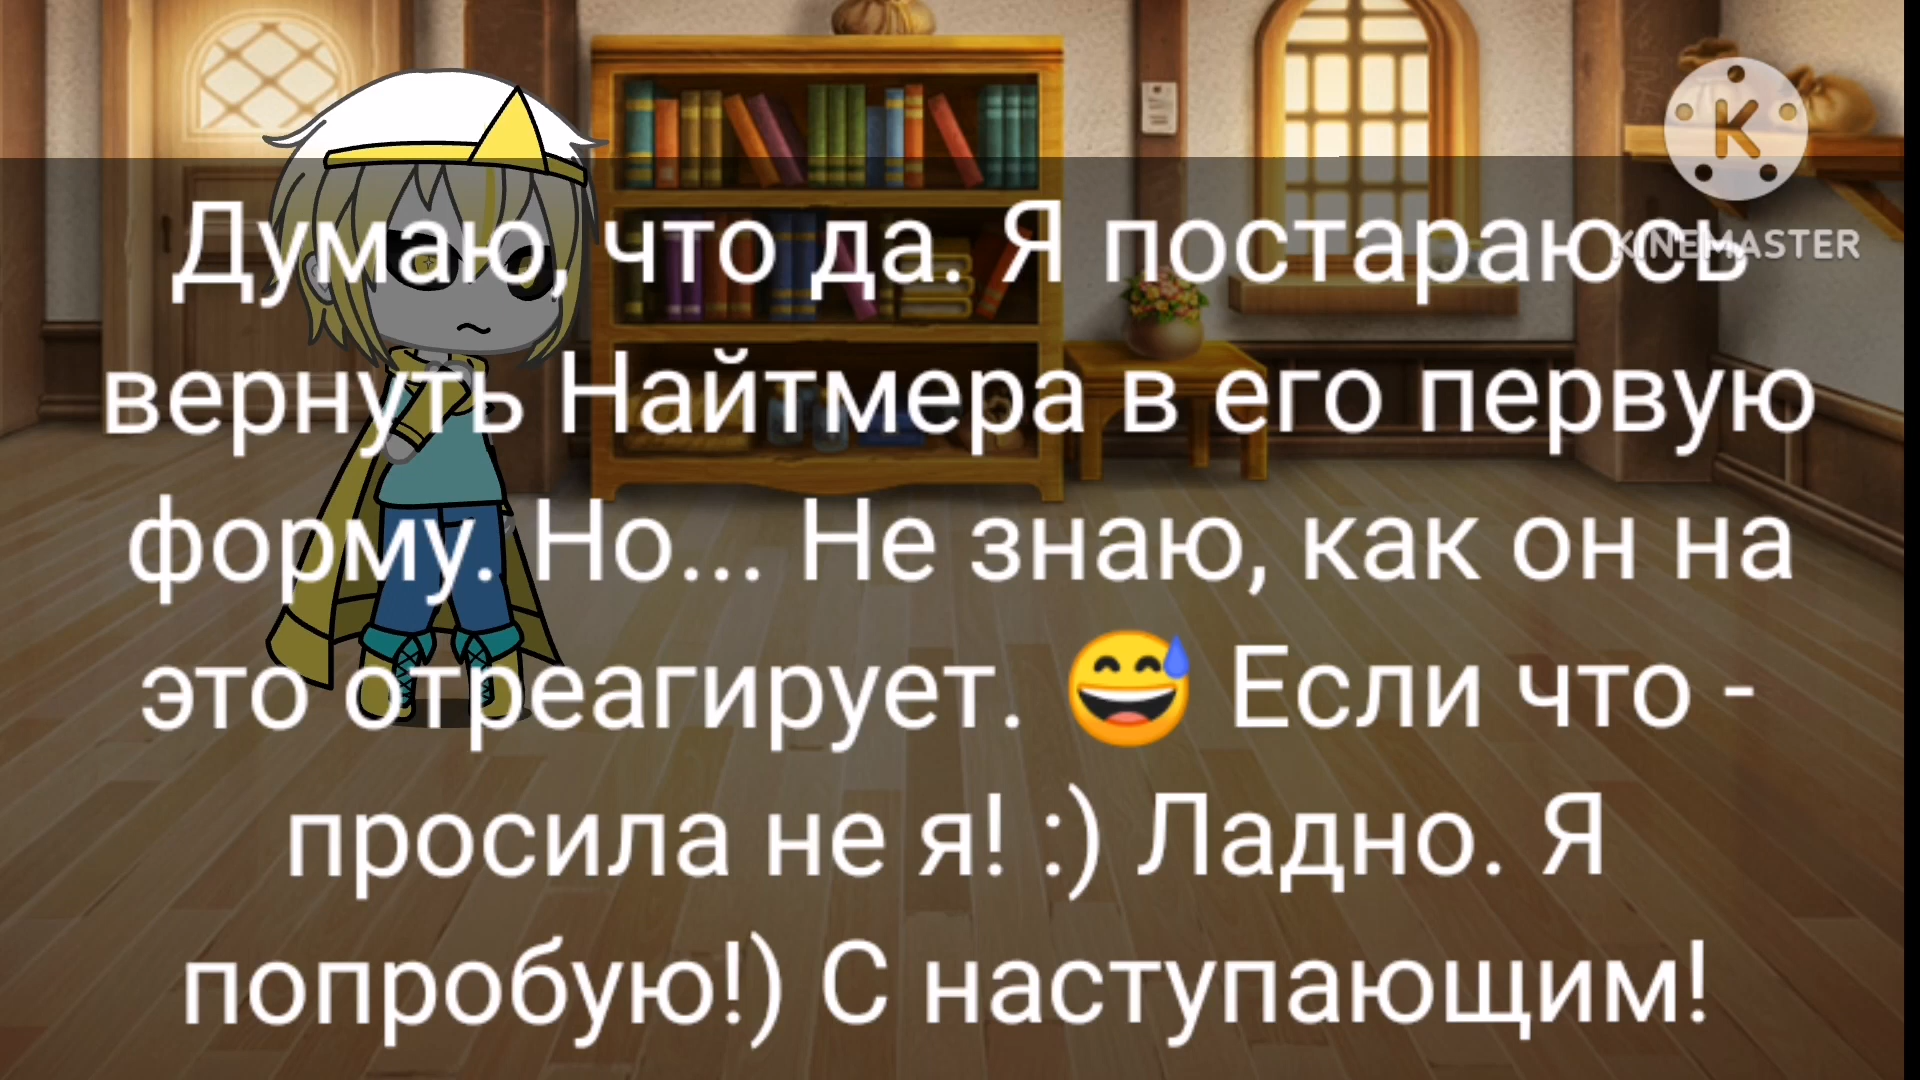 K
KINEMASTER
Думаю, что да. Я постараюсь
вернуть Найтмера в его первую
форму. Но... Не знаю, как он на
это отреагирует. 😅 Если что -
просила не я! :) Ладно. Я
попробую!) С наступающим!